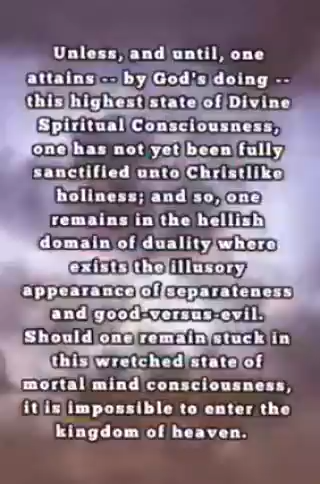 Unless, and until, one
attains -- by God's doing --
this highest state of Divine
Spiritual Consciousness,
one has not yet been fully
sanctified unto Christlike
holiness; and so, one
remains in the hellish
domain of duality where
exists the illusory
appearance of separateness
and good-versus-evil.
Should one remain stuck in
this wretched state of
mortal mind consciousness,
it is impossible to enter the
kingdom of heaven.